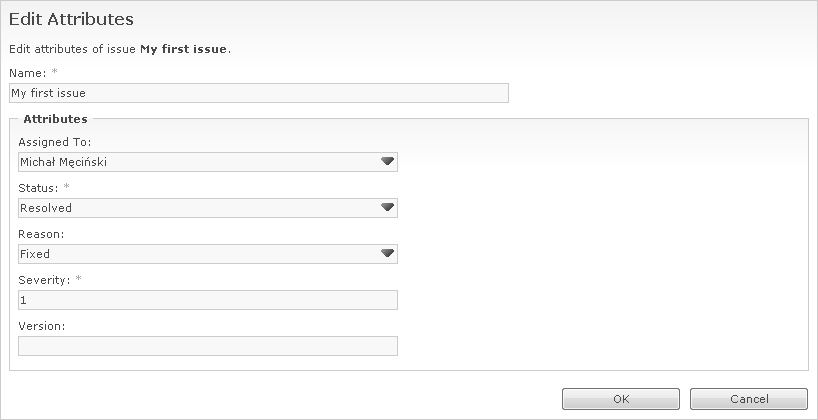 Edit Attributes
Edit attributes of issue My first issue.
Name: *
My first issue
Attributes
Assigned To:
Michał Męciński
Status: *
Resolved
Reason:
Fixed
Severity: *
1
Version:
OK Cancel